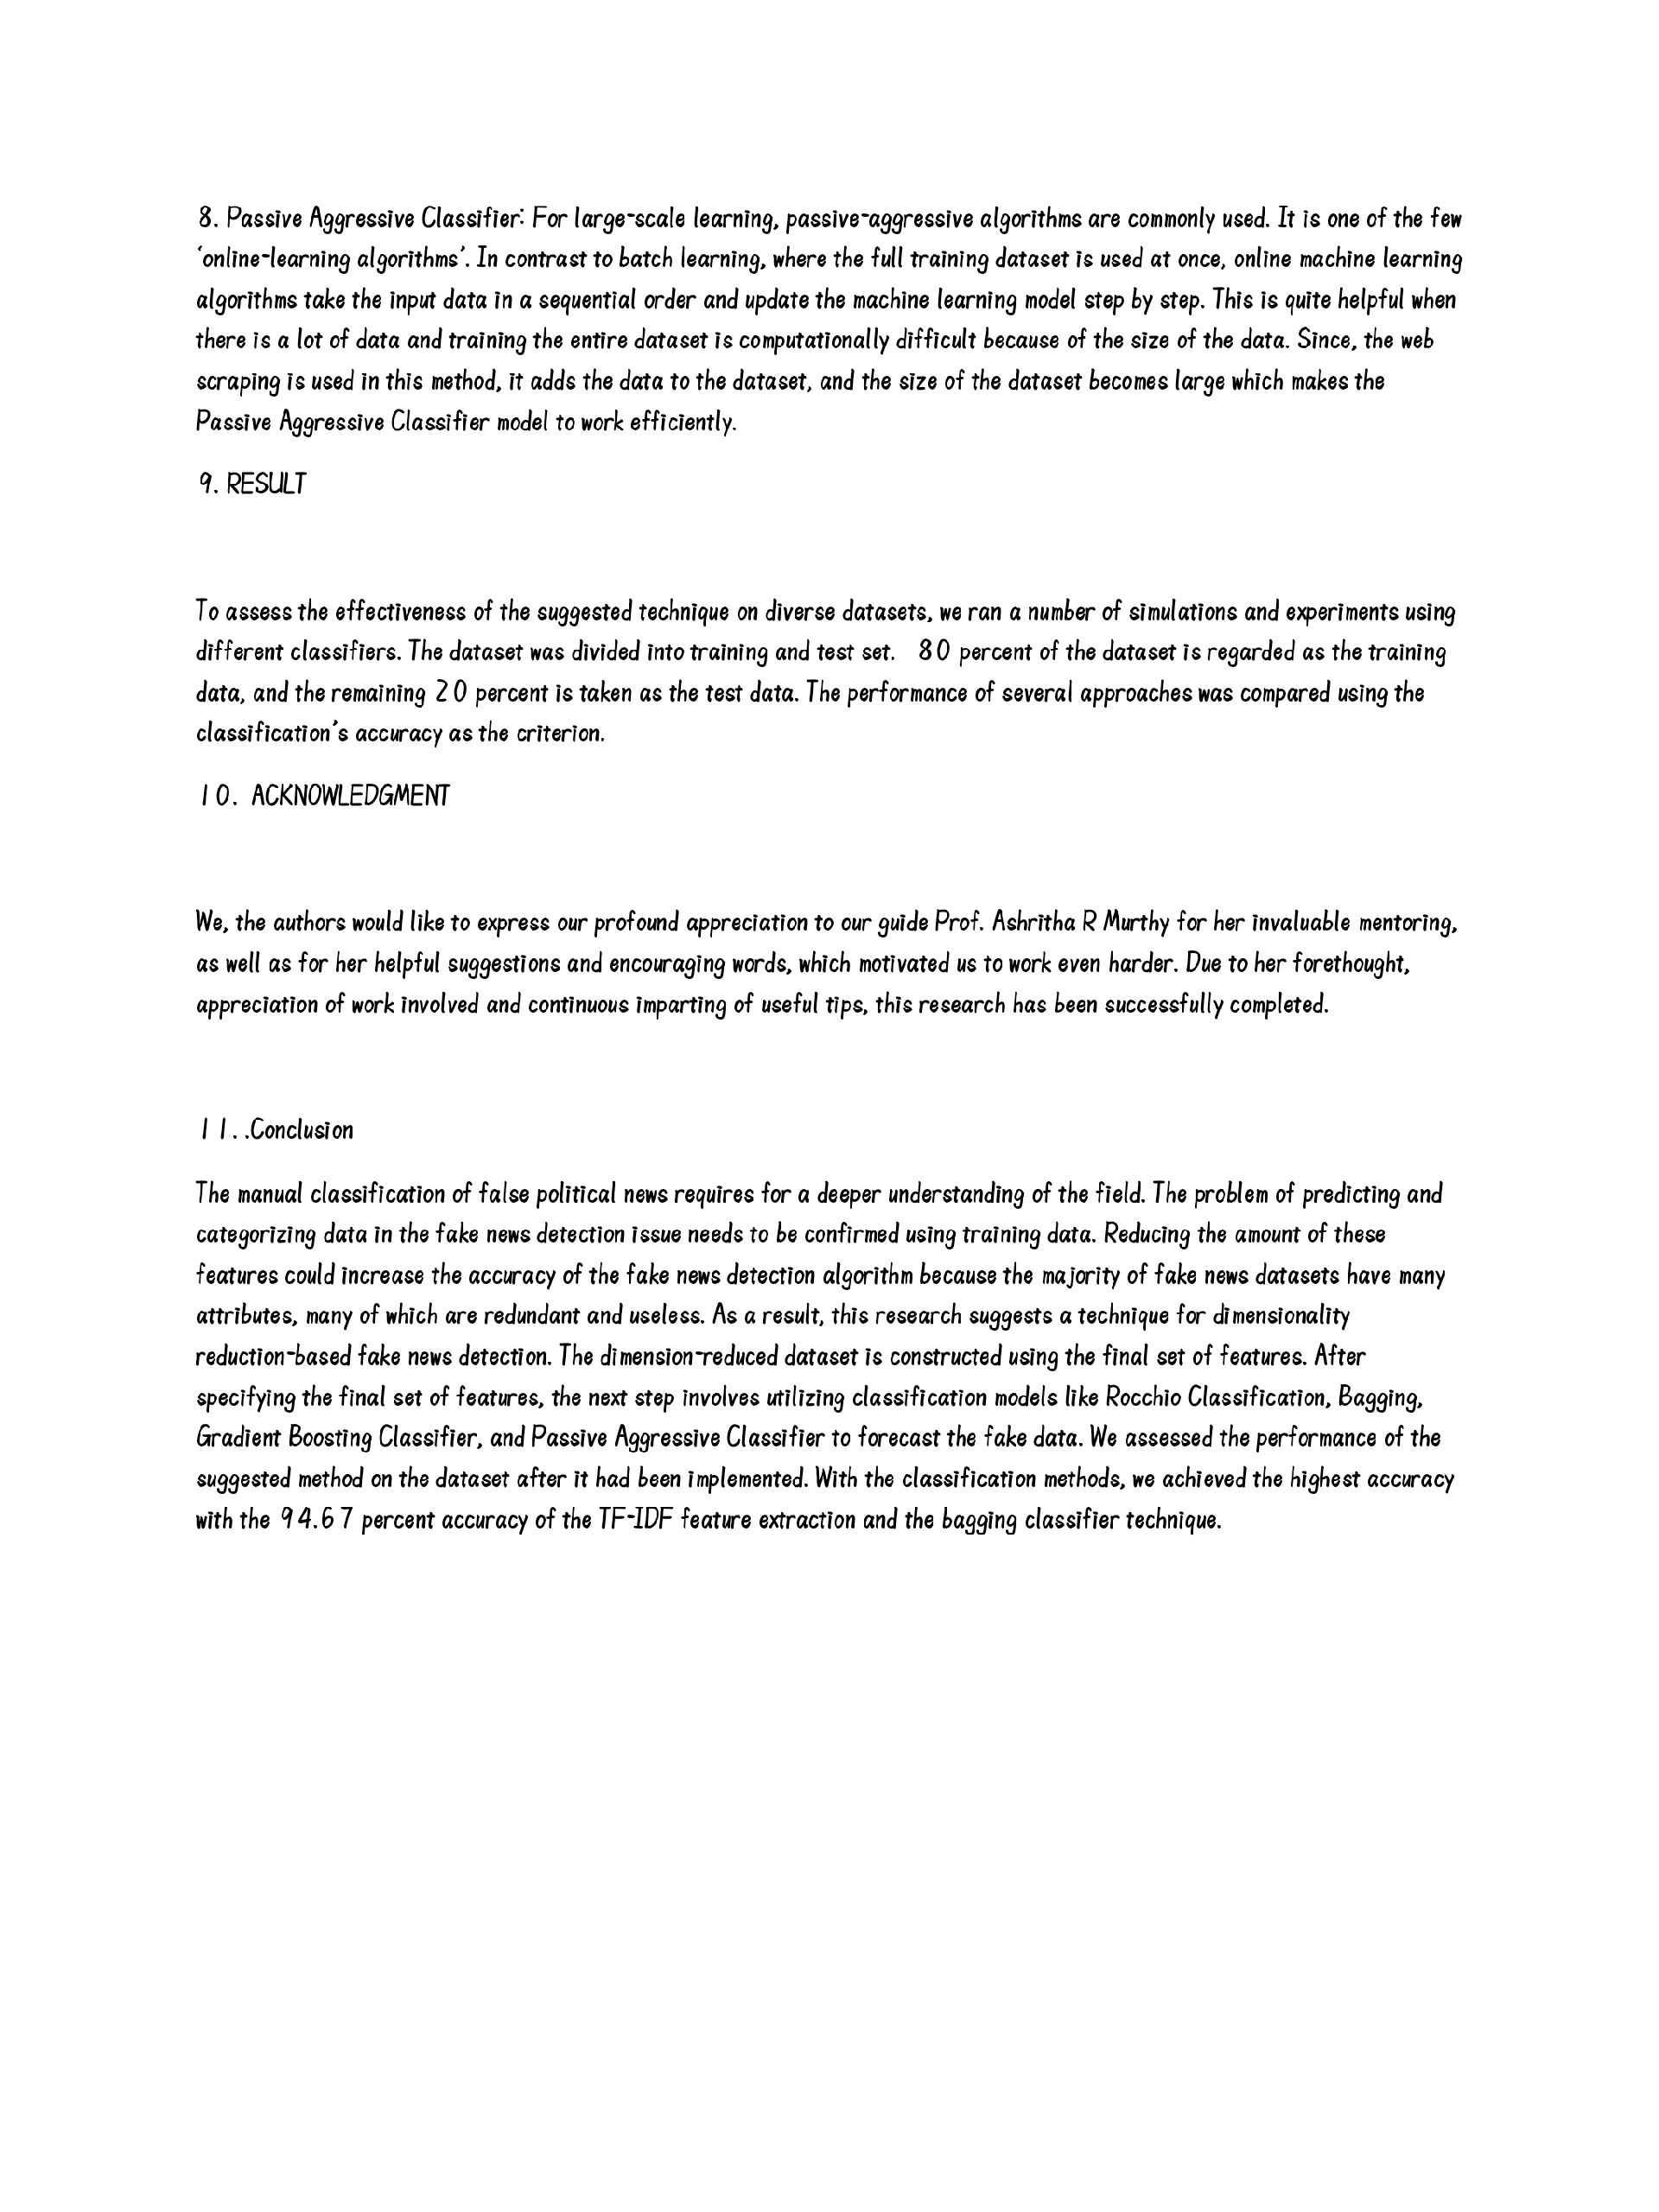 8. Passive Aggressive Classifier: For large-scale learning, passive-aggressive algorithms are commonly used. It is one of the few
‘online-learning algorithms’. In contrast to batch learning, where the full training dataset is used at once, online machine learning
algorithms take the input data in a sequential order and update the machine learning model step by step. This is quite helpful when
there is a lot of data and training the entire dataset is computationally difficult because of the size of the data. Since, the web
scraping is used in this method, it adds the data to the dataset, and the size of the dataset becomes large which makes the
Passive Aggressive Classifier model to work efficiently.
9. RESULT
To assess the effectiveness of the suggested technique on diverse datasets, we ran a number of simulations and experiments using
different classifiers. The dataset was divided into training and test set. 80 percent of the dataset is regarded as the training
data, and the remaining 20 percent is taken as the test data. The performance of several approaches was compared using the
classification’s accuracy as the criterion.
10. ACKNOWLEDGMENT
We, the authors would like to express our profound appreciation to our guide Prof. Ashritha R Murthy for her invaluable mentoring,
as well as for her helpful suggestions and encouraging words, which motivated us to work even harder. Due to her forethought,
appreciation of work involved and continuous imparting of useful tips, this research has been successfully completed.
11. .Conclusion
The manual classification of false political news requires for a deeper understanding of the field. The problem of predicting and
categorizing data in the fake news detection issue needs to be confirmed using training data. Reducing the amount of these
features could increase the accuracy of the fake news detection algorithm because the majority of fake news datasets have many
attributes, many of which are redundant and useless. As a result, this research suggests a technique for dimensionality
reduction-based fake news detection. The dimension-reduced dataset is constructed using the final set of features. After
specifying the final set of features, the next step involves utilizing classification models like Rocchio Classification, Bagging,
Gradient Boosting Classifier, and Passive Aggressive Classifier to forecast the fake data. We assessed the performance of the
suggested method on the dataset after it had been implemented. With the classification methods, we achieved the highest accuracy
with the 94.67 percent accuracy of the TF-IDF feature extraction and the bagging classifier technique.